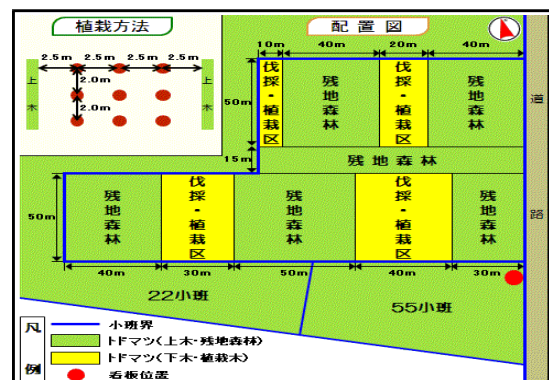 植栽方法
2.5m 2.5m 2.5m 2.5m
上木
上木
2.0m
2.0m
配置図
10m 40m 20m 40m
50m
伐採・植栽区
残地森林
伐採・植栽区
残地森林
道路
15m
残地森林
50m
残地森林
伐採・植栽区
残地森林
伐採・植栽区
残地森林
40m 30m 50m 40m 30m
22小班
55小班
凡例
小班界
トドマツ(上木・残地森林)
トドマツ(下木・植栽木)
看板位置